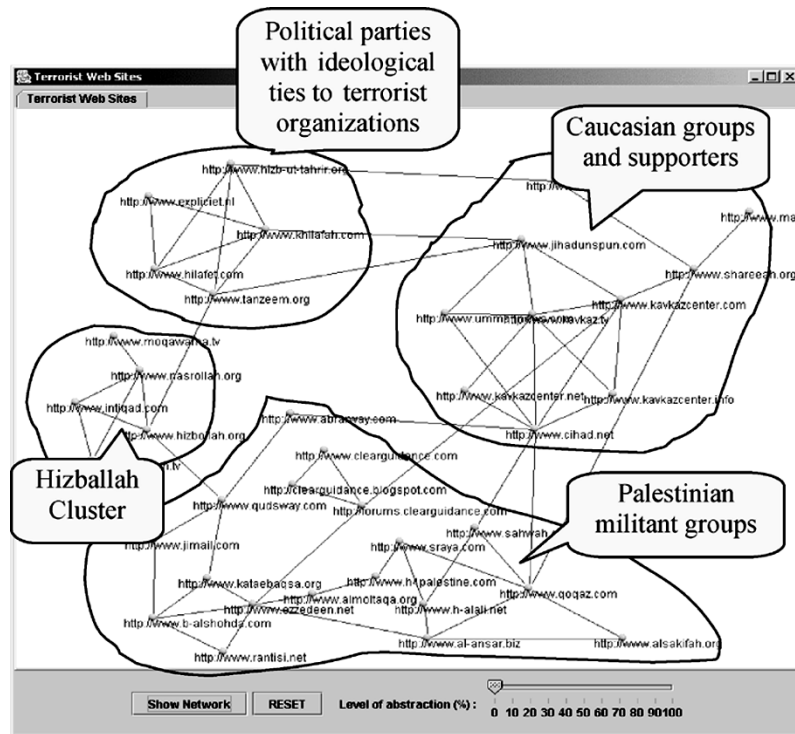 Political parties
with ideological
ties to terrorist
organizations
Terrorist Web Sites
Terrorist Web Sites
Caucasian groups
and supporters
http://www.hizb-ut-tahrir.org
http://www.expliciet.nl
http://www.khilafah.com
http://www.hilafet.com
http://www.tanzeem.org
http://www.ma
http://www.jihadunspun.com
http://www.shareeah.org
http://www.kavkazcenter.com
http://www.kavkazcenter.net
http://www.kavkazcenter.info
http://www.cihad.net
http://www.moqawama.tv
http://www.nasrollah.org
http://www.intiqad.com
http://www.hizbollah.org
Hizballah
Cluster
http://www.abrarway.com
http://www.clearguidance.com
http://clearguidance.blogspot.com
http://www.qudsway.com
http://forums.clearguidance.com
Palestinian
militant groups
http://www.jimail.com
http://www.sahwah
http://www.sraya.com
http://www.kataebaqsa.org
http://www.h4palestine.com
http://www.almoltaqa.org
http://www.qoqaz.com
http://www.ezzedeen.net
http://www.h-alali.net
http://www.b-alshohda.com
http://www.al-ansar.biz
http://www.alsakifah.org
http://www.rantisi.net
Show Network
RESET
Level of abstraction (%) :
0 10 20 30 40 50 60 70 80 90100